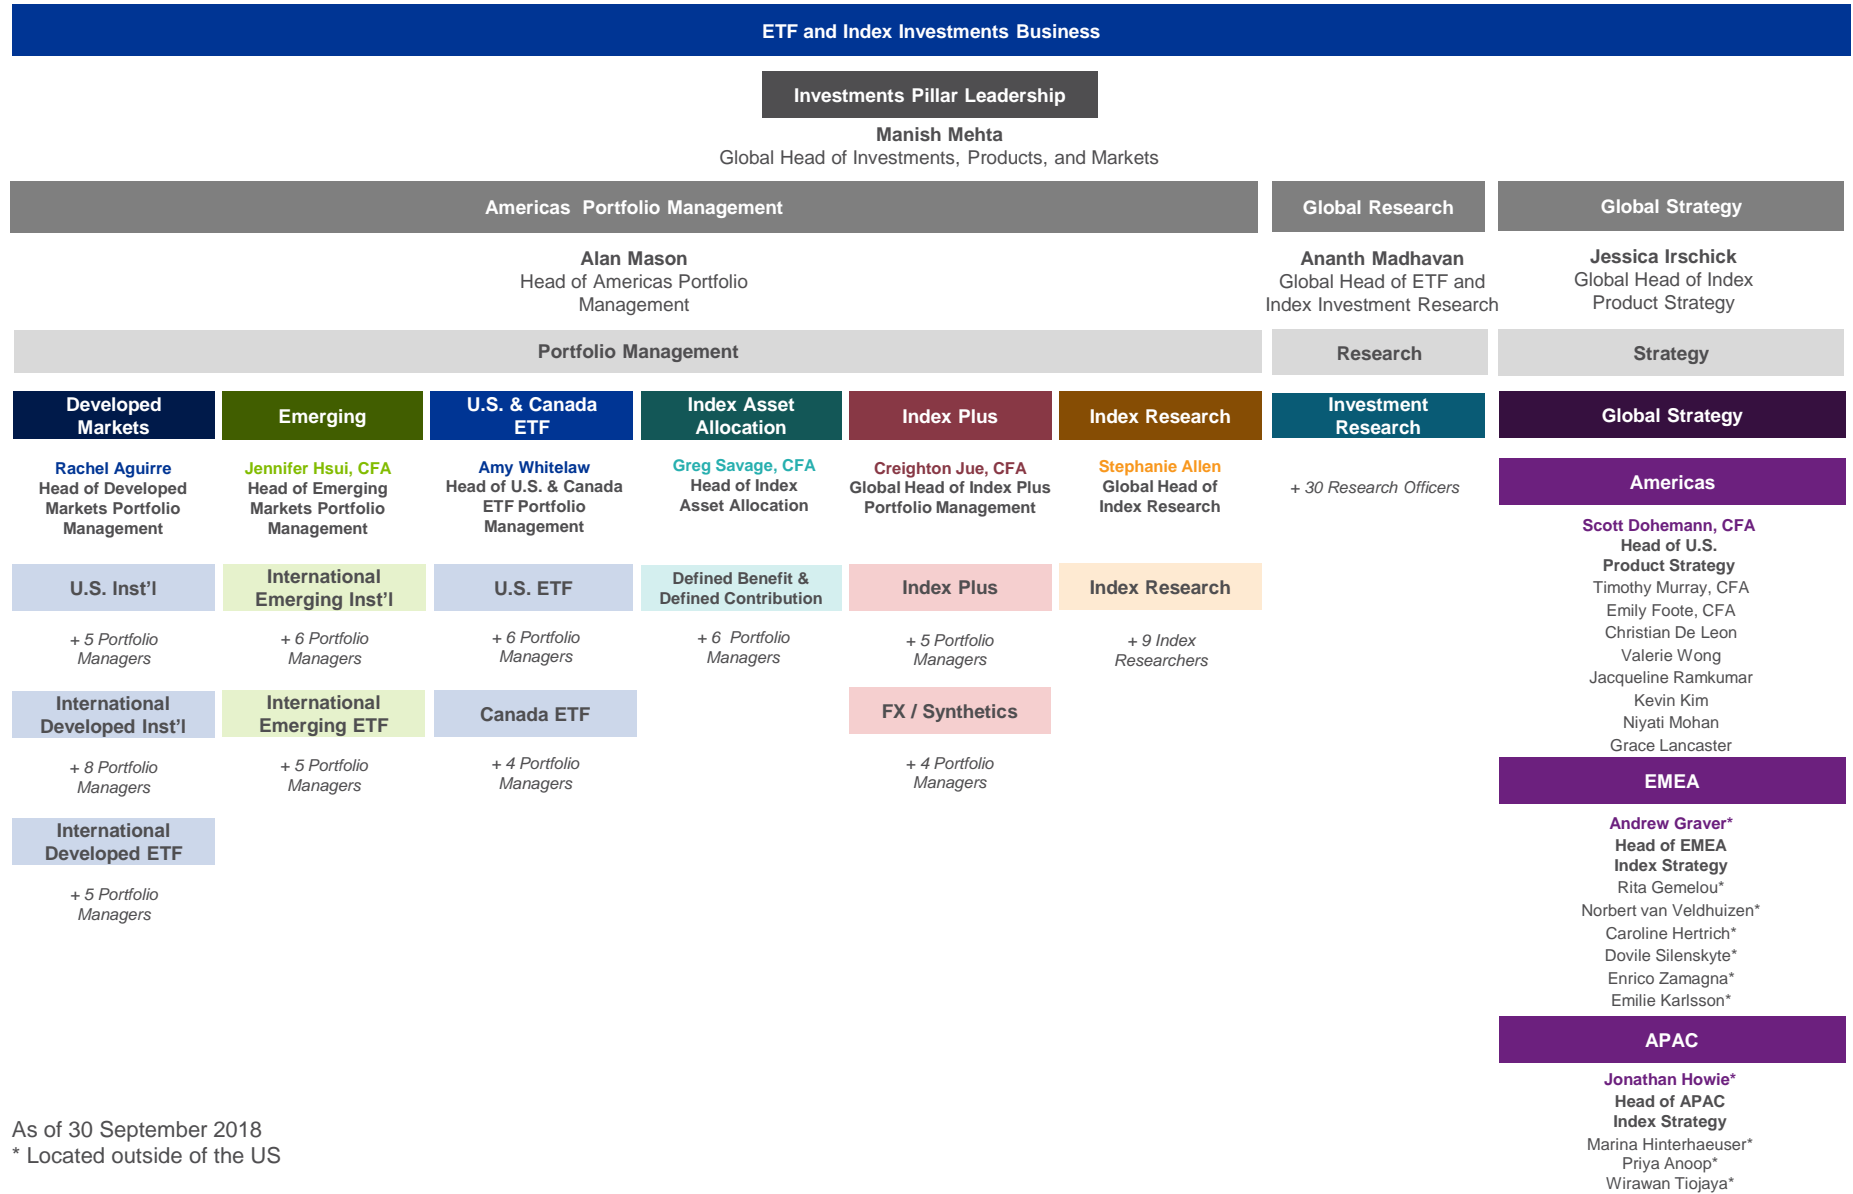 ETF and Index Investments Business
Investments Pillar Leadership
Manish Mehta
Global Head of Investments, Products, and Markets
Americas Portfolio Management
Alan Mason
Head of Americas Portfolio
Management
Global Research
Ananth Madhavan
Global Head of ETF and
Index Investment Research
Global Strategy
Jessica Irschick
Global Head of Index
Product Strategy
Portfolio Management
Research
Strategy
Developed
Markets
Rachel Aguirre
Head of Developed
Markets Portfolio
Management
U.S. Inst'l
+ 5 Portfolio
Managers
International
Developed Inst'l
+ 8 Portfolio
Managers
International
Developed ETF
+ 5 Portfolio
Managers
Emerging
Jennifer Hsui, CFA
Head of Emerging
Markets Portfolio
Management
International
Emerging Inst'l
+ 6 Portfolio
Managers
International
Emerging ETF
+ 5 Portfolio
Managers
U.S. & Canada
ETF
Amy Whitelaw
Head of U.S. & Canada
ETF Portfolio
Management
U.S. ETF
+ 6 Portfolio
Managers
Canada ETF
+ 4 Portfolio
Managers
Index Asset
Allocation
Greg Savage, CFA
Head of Index
Asset Allocation
Defined Benefit &
Defined Contribution
+ 6 Portfolio
Managers
Index Plus
Creighton Jue, CFA
Global Head of Index Plus
Portfolio Management
Index Plus
+ 5 Portfolio
Managers
FX / Synthetics
+ 4 Portfolio
Managers
Index Research
Stephanie Allen
Global Head of
Index Research
Index Research
+ 9 Index
Researchers
Investment
Research
+ 30 Research Officers
Global Strategy
Americas
Scott Dohemann, CFA
Head of U.S.
Product Strategy
Timothy Murray, CFA
Emily Foote, CFA
Christian De Leon
Valerie Wong
Jacqueline Ramkumar
Kevin Kim
Niyati Mohan
Grace Lancaster
EMEA
Andrew Graver*
Head of EMEA
Index Strategy
Rita Gemelou*
Norbert van Veldhuizen*
Caroline Hertrich*
Dovile Silenskyte*
Enrico Zamagna*
Emilie Karlsson*
APAC
Jonathan Howie*
Head of APAC
Index Strategy
Marina Hinterhaeuser*
Priya Anoop*
Wirawan Tiojaya*
As of 30 September 2018
* Located outside of the US